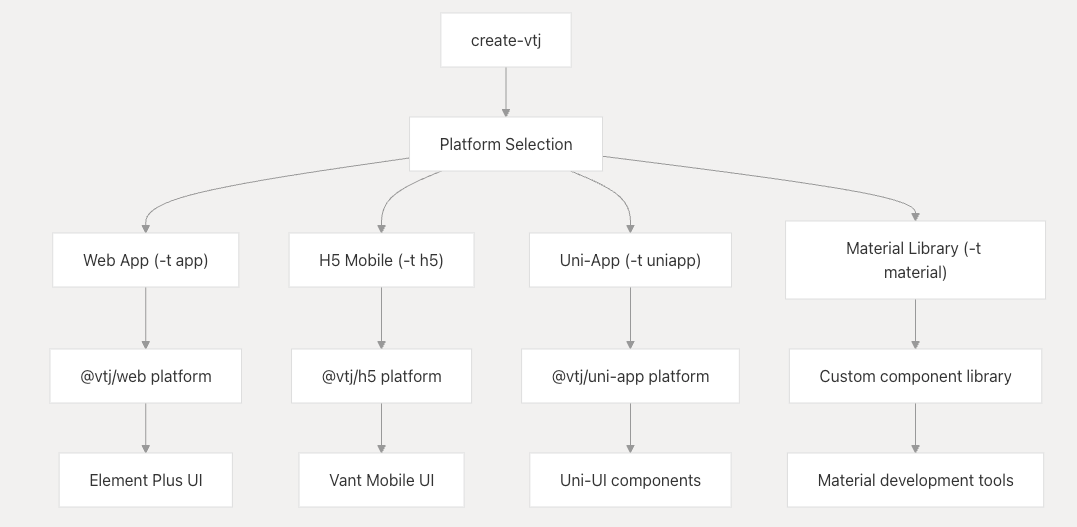 create-vtj
Platform Selection
Web App (-t app)
H5 Mobile (-t h5)
Uni-App (-t uniapp)
Material Library (-t
material)
@vtj/web platform
@vtj/h5 platform
@vtj/uni-app platform
Custom component library
Element Plus UI
Vant Mobile UI
Uni-UI components
Material development tools